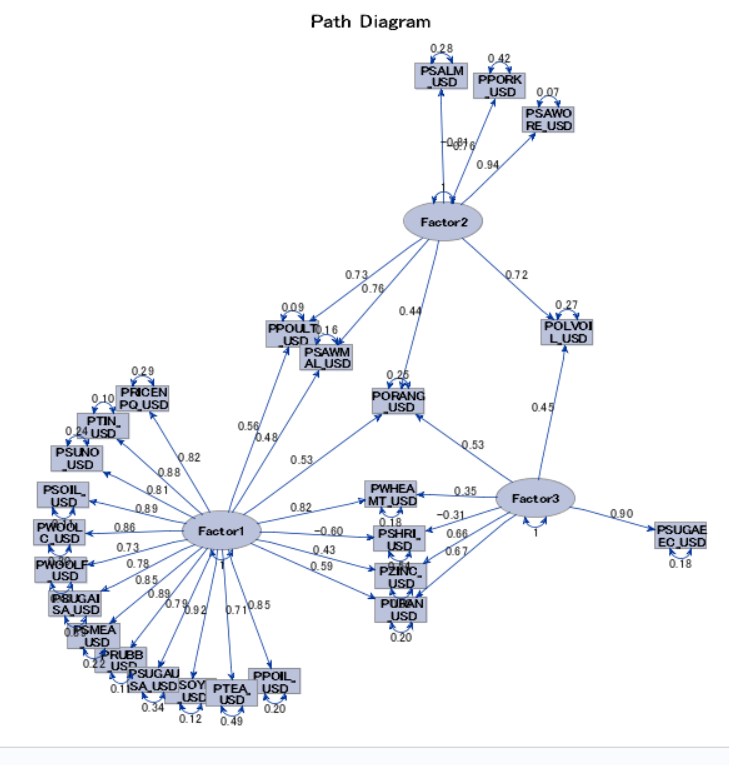 Path Diagram
0.28
PSALM
_USD
0.42
PPORK
_USD
0.07
PSAWO
RE_USD
0.94
1
Factor2
0.73
0.76
0.44
0.72
0.09
PPOULT
_USD
0.16
PSAWM
AL_USD
0.27
POLVOI
L_USD
PORANG
_USD
0.29
PRICEN
PQ_USD
0.10
PTIN_
USD
0.24
PSUNO
_USD
PSOIL_
USD
PWOOL
C_USD
PWOOLF
_USD
PSUGAI
SA_USD
PSMEA
_USD
0.22
PRUBB
_USD
PSUGAU
SA_USD
0.34
_USD
0.12
PTEA_
USD
0.49
PPOIL_
USD
0.20
0.82
0.88
0.81
0.89
0.86
0.73
0.78
0.85
0.89
0.79
0.92
0.71
0.85
Factor1
1
0.56
0.48
0.53
0.82
-0.60
0.43
0.59
0.45
0.53
0.35
-0.31
0.66
0.67
0.90
Factor3
1
PWHEA
MT_USD
0.18
PSHRI_
USD
PZINC_
USD
PURAN
_USD
0.20
PSUGAE
EC_USD
0.18